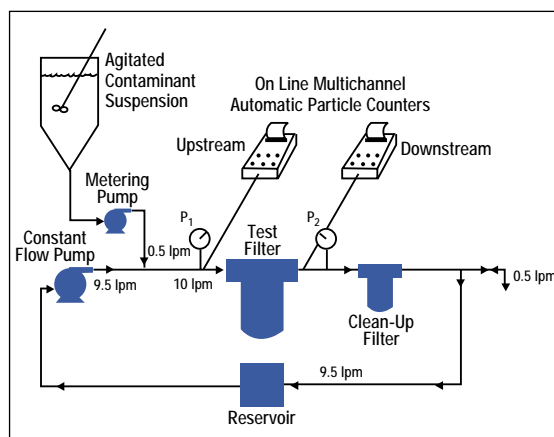 Agitated
Contaminant
Suspension
On Line Multichannel
Automatic Particle Counters
Upstream
Downstream
Metering
Pump
P1
P2
Test
Filter
Constant
Flow Pump
0.5 lpm
9.5 lpm
10 lpm
0.5 lpm
Clean-Up
Filter
9.5 lpm
Reservoir